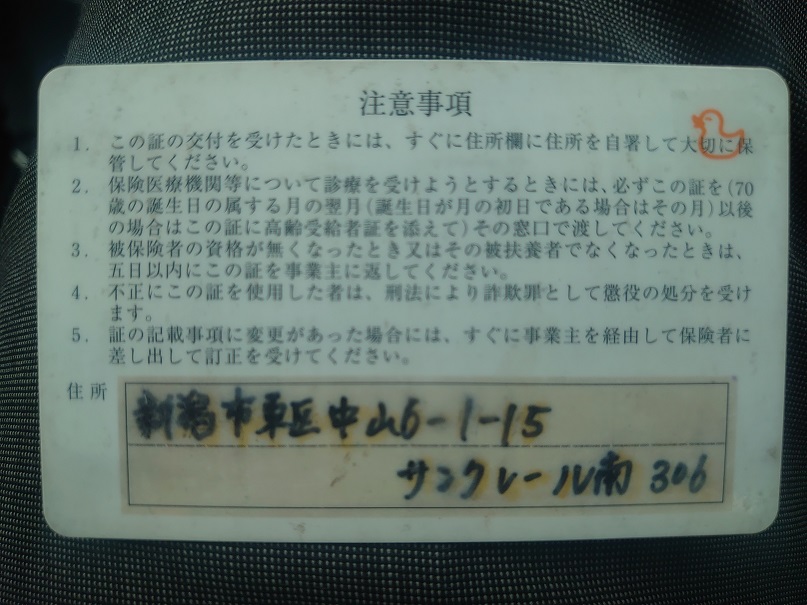 注意事項
1. この証の交付を受けたときには、すぐに住所欄に住所を自署して大切に保
管してください。
2. 保険医療機関等について診療を受けようとするときには、必ずこの証を(70
歳の誕生日の属する月の翌月(誕生日が月の初日である場合はその月)以後
の場合はこの証に高齢受給者証を添えて)その窓口で渡してください。
3. 被保険者の資格が無くなったとき又はその被扶養者でなくなったときは、
五日以内にこの証を事業主に返してください。
4. 不正にこの証を使用した者は、刑法により詐欺罪として懲役の処分を受け
ます。
5. 証の記載事項に変更があった場合には、すぐに事業主を経由して保険者に
差し出して訂正を受けてください。
住所
新潟市東区中山6-1-15
サンクレール南 306